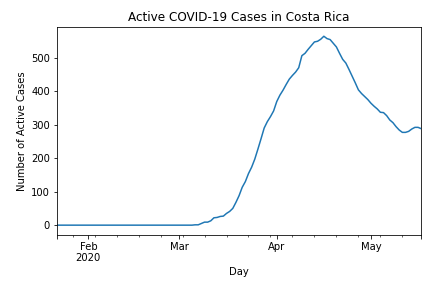 Active COVID-19 Cases in Costa Rica
Number of Active Cases
500
400
300
200
100
0
Feb
2020
Mar
Apr
May
Day